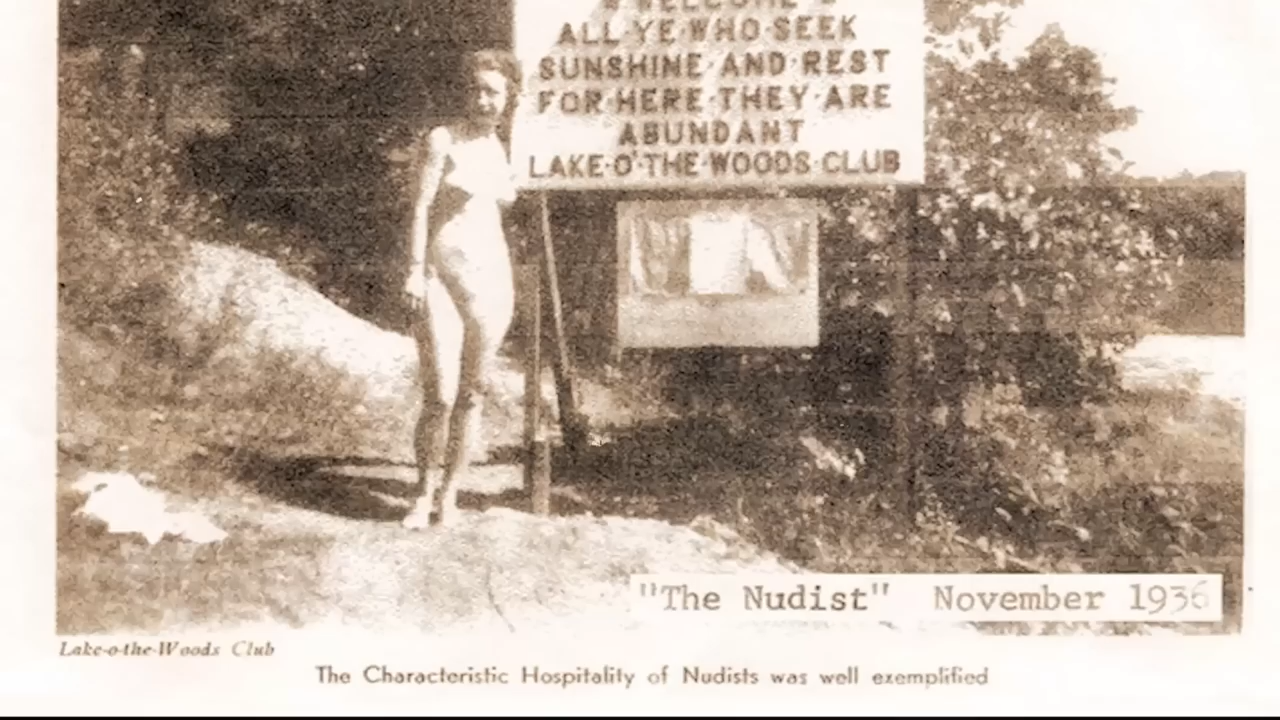 WELCOME
ALL·YE·WHO·SEEK
SUNSHINE·AND·REST
FOR·HERE·THEY·ARE
ABUNDANT
LAKE·O'·THE·WOODS·CLUB
"The Nudist" November 1936
Lake-o-the-Woods Club
The Characteristic Hospitality of Nudists was well exemplified